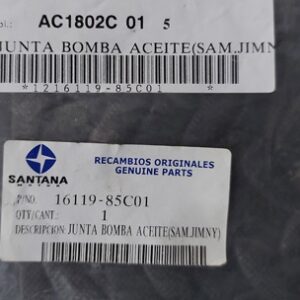 AC1802C 01 5
JUNTA BOMBA ACEITE(SAM.JIMN
*1216119-85C01
SANTANA
MOTOR
RECAMBIOS ORIGINALES
GENUINE PARTS
P/NO. 16119-85C01
QTY/CANT.: 1
DESCRIPCION: JUNTA BOMBA ACEITE(SAM.JIMNY)